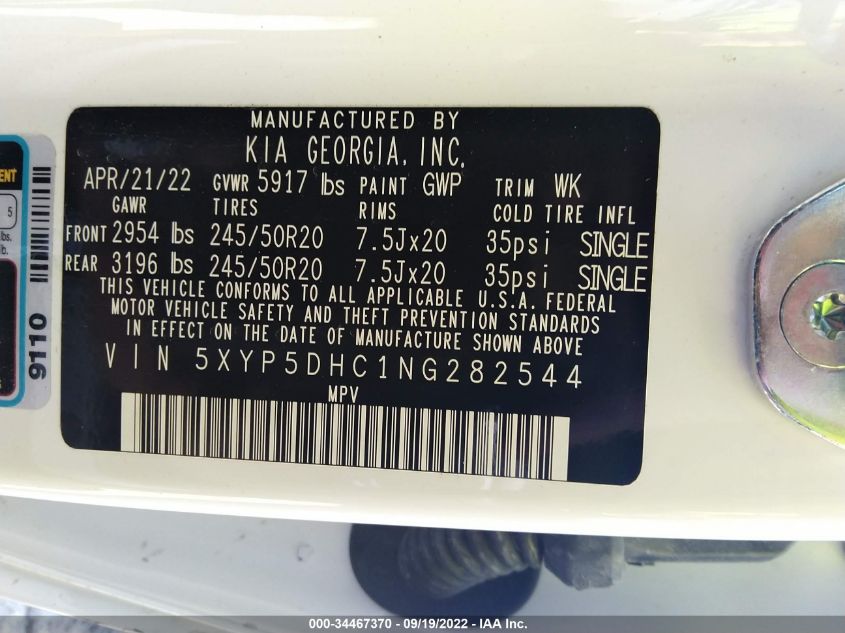 MANUFACTURED BY
KIA GEORGIA, INC.
APR/21/22 GVWR 5917 lbs PAINT GWP TRIM WK
GAWR TIRES RIMS COLD TIRE INFL
FRONT 2954 lbs 245/50R20 7.5Jx20 35psi SINGLE
REAR 3196 lbs 245/50R20 7.5Jx20 35psi SINGLE
THIS VEHICLE CONFORMS TO ALL APPLICABLE U.S.A. FEDERAL
MOTOR VEHICLE SAFETY AND THEFT PREVENTION STANDARDS
IN EFFECT ON THE DATE OF MANUFACTURE SHOWN ABOVE
VIN 5XYP5DHC1NG282544
MPV
5
lbs.
lb.
9110
000-34467370 - 09/19/2022 - IAA Inc.